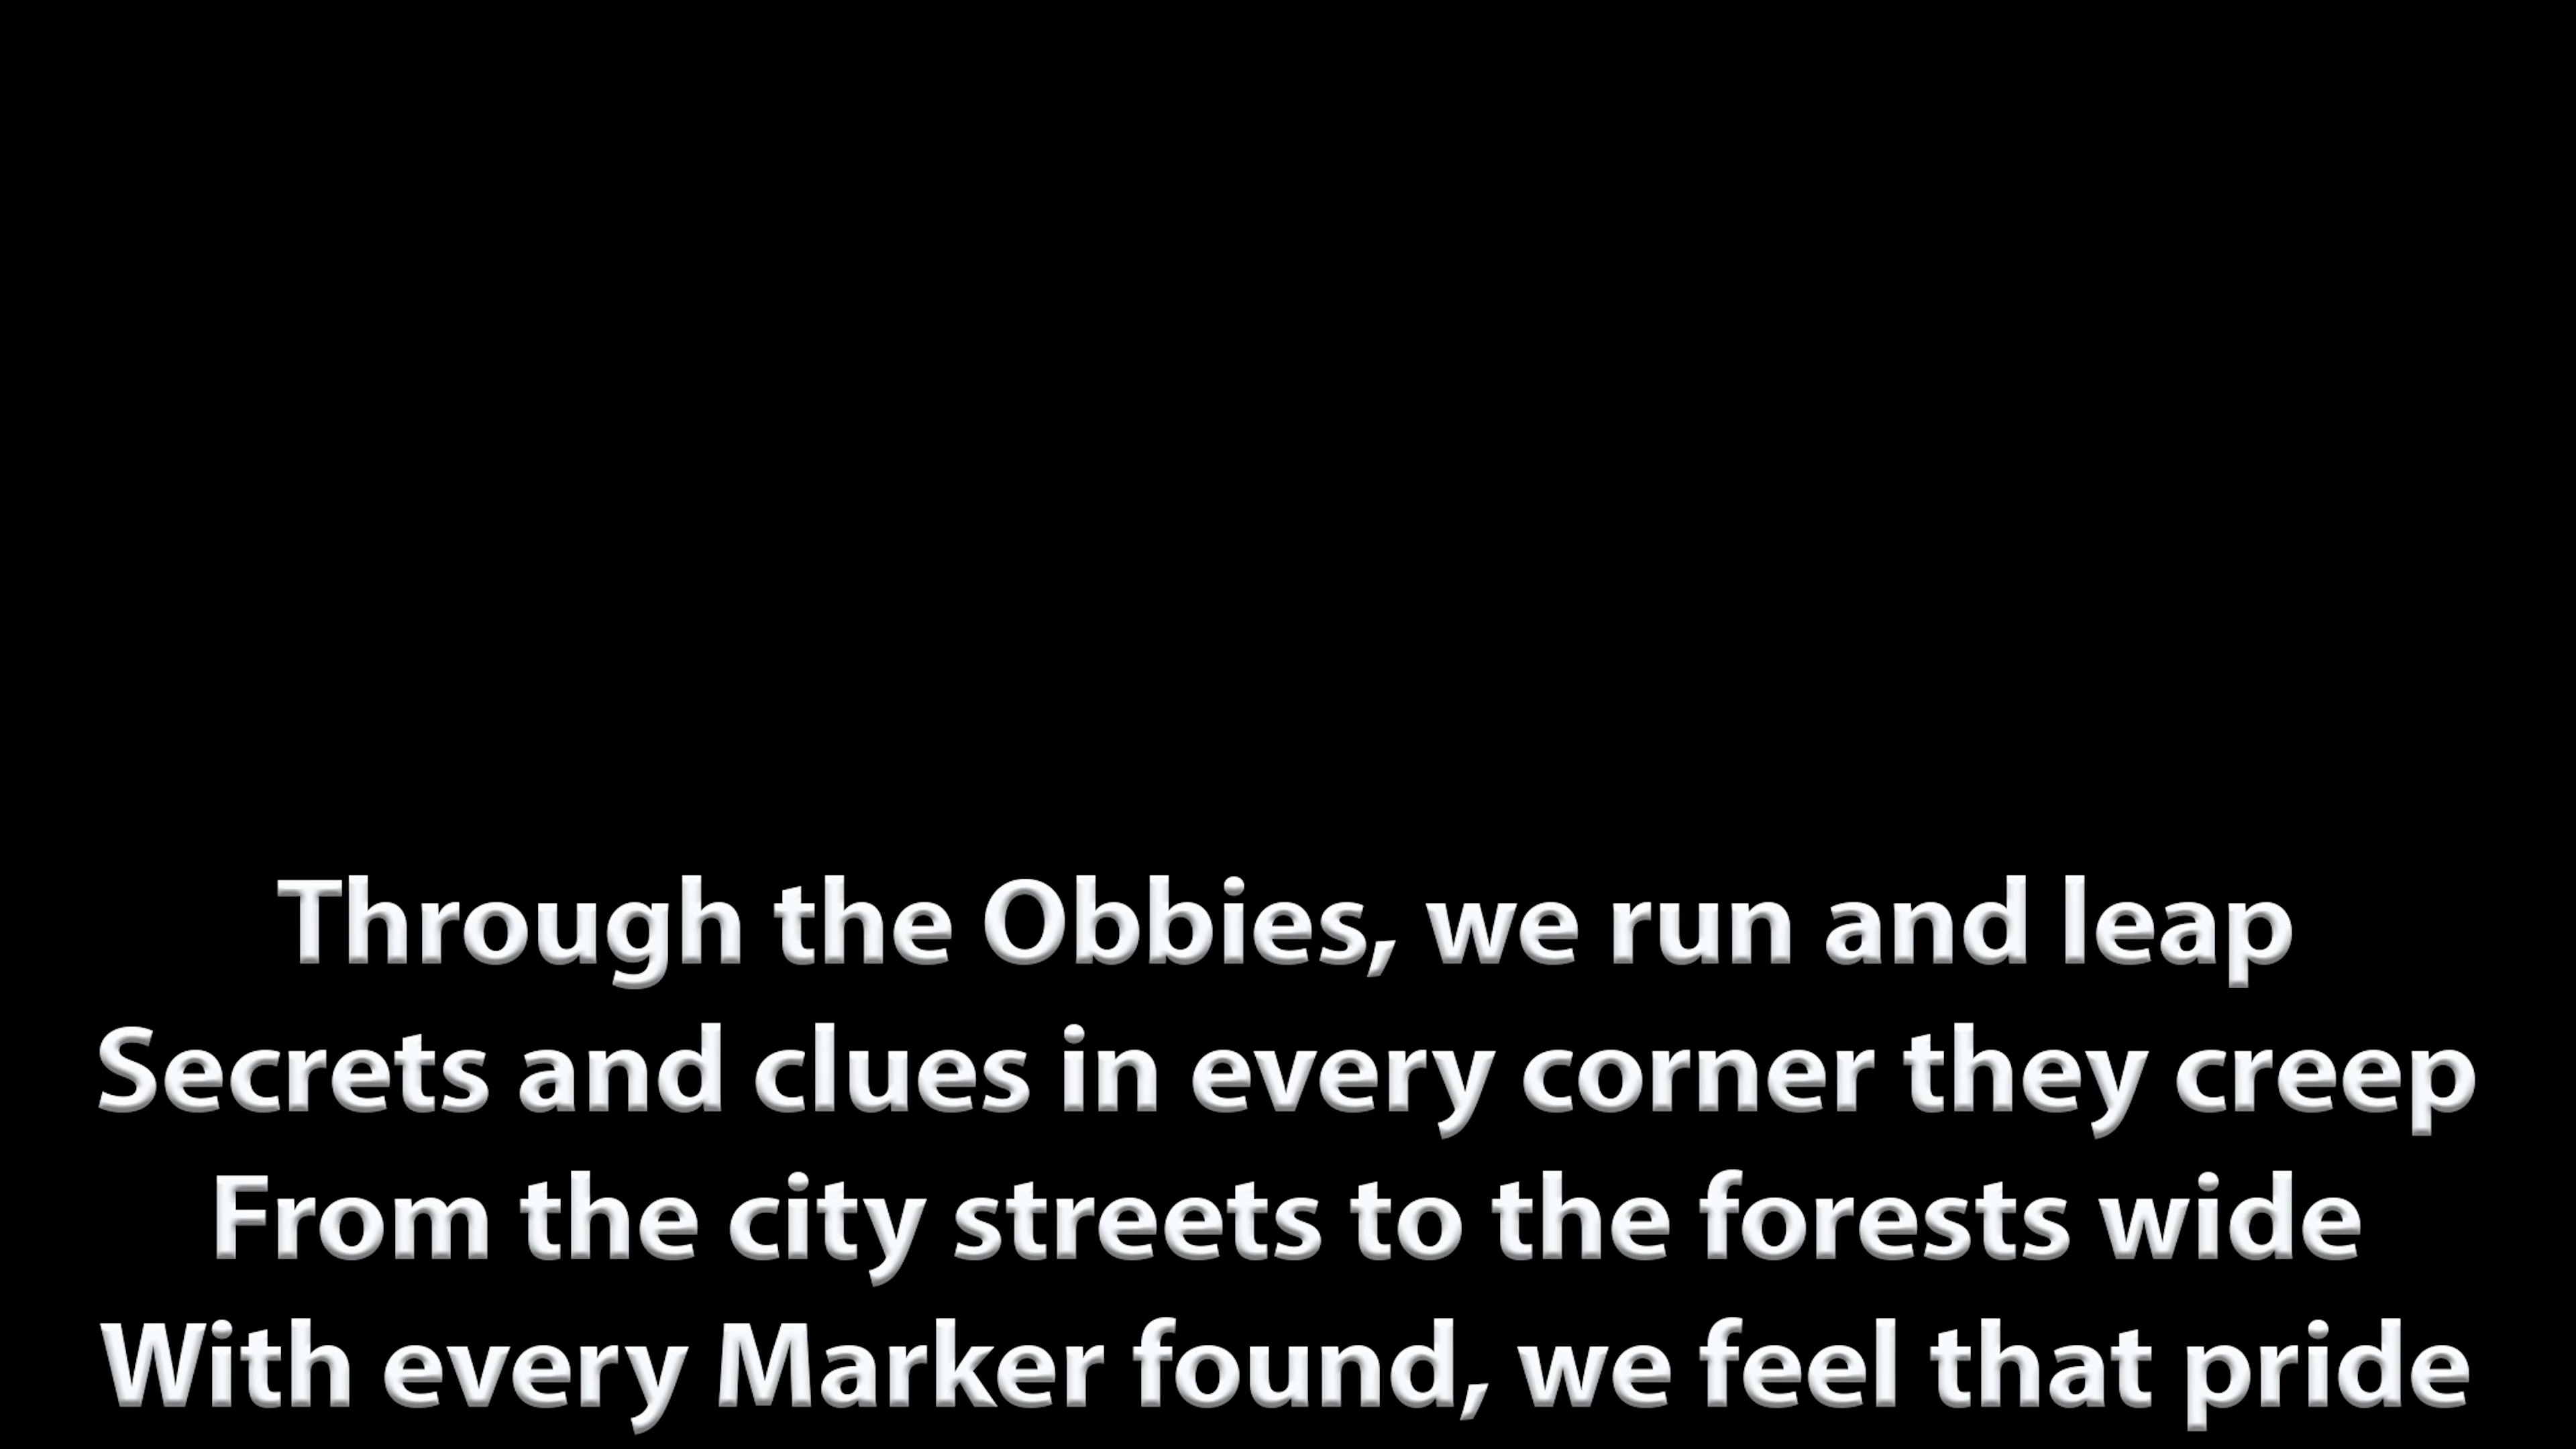 Through the Obbies, we run and leap
Secrets and clues in every corner they creep
From the city streets to the forests wide
With every Marker found, we feel that pride